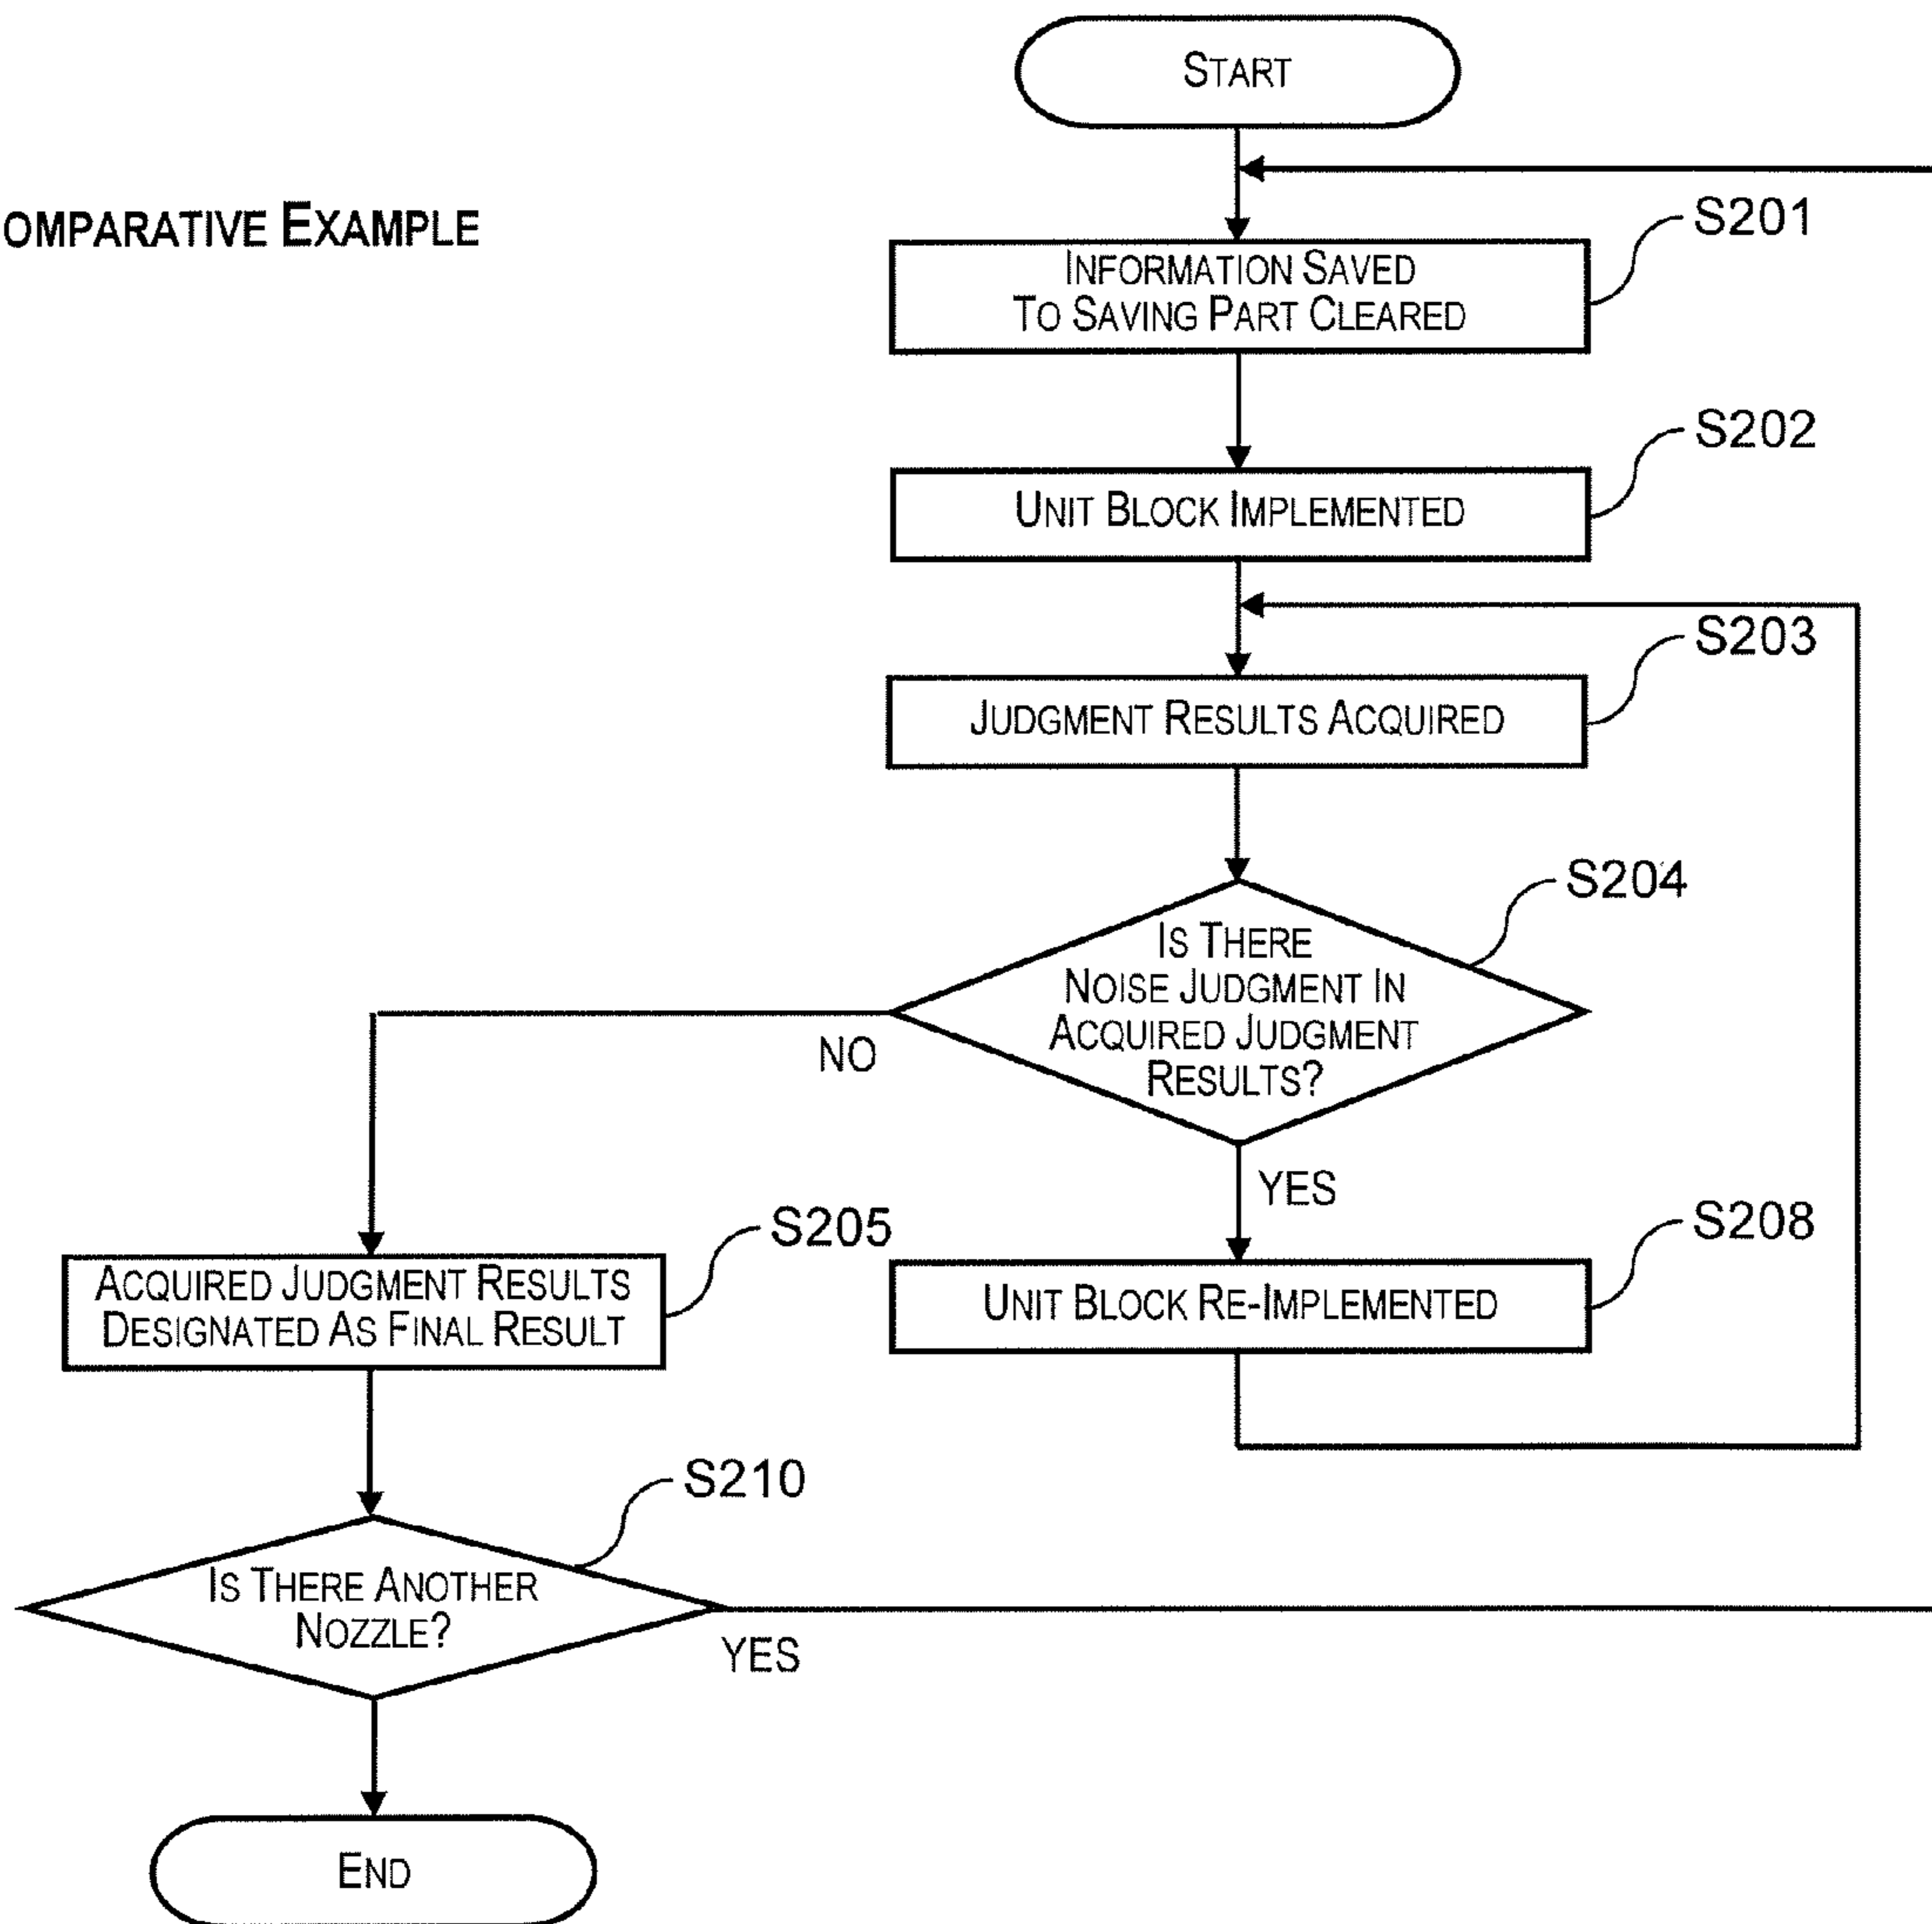 START
OMPARATIVE EXAMPLE
S201
INFORMATION SAVED
TO SAVING PART CLEARED
S202
UNIT BLOCK IMPLEMENTED
S203
JUDGMENT RESULTS ACQUIRED
S204
IS THERE
NOISE JUDGMENT IN
ACQUIRED JUDGMENT
RESULTS?
NO
YES
S205
ACQUIRED JUDGMENT RESULTS
DESIGNATED AS FINAL RESULT
S208
UNIT BLOCK RE-IMPLEMENTED
S210
IS THERE ANOTHER
NOZZLE?
YES
END